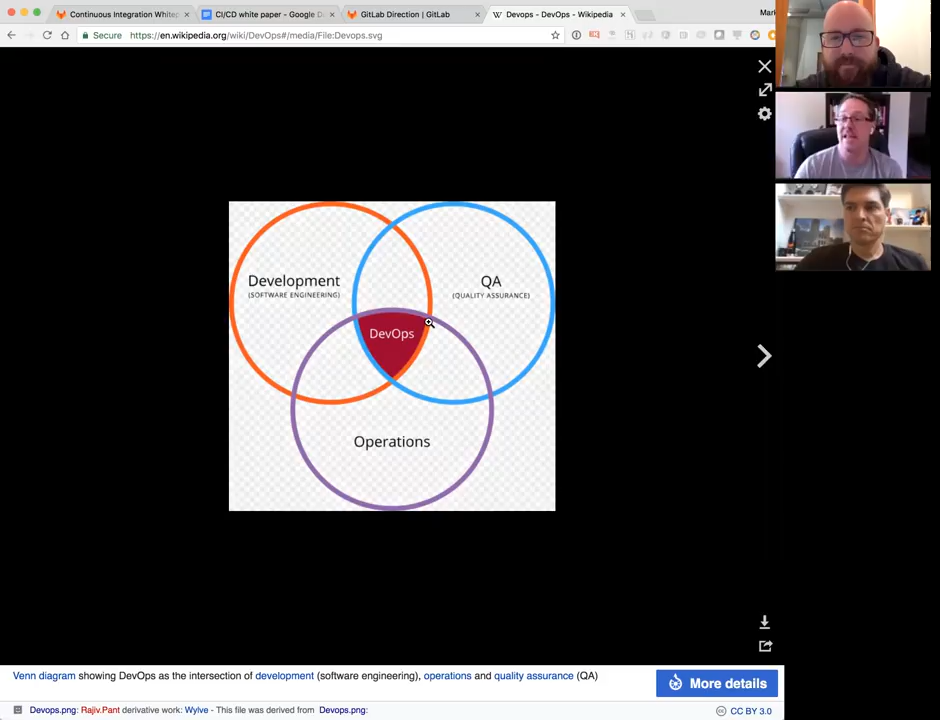 Continuous Integration Whitep
CI/CD white paper - Google D
GitLab Direction | GitLab
Devops - DevOps - Wikipedia
Mark
Secure
https://en.wikipedia.org/wiki/DevOps#/media/File:Devops.svg
Development
(SOFTWARE ENGINEERING)
QA
(QUALITY ASSURANCE)
DevOps
Operations
Venn diagram showing DevOps as the intersection of development (software engineering), operations and quality assurance (QA)
More details
Devops.png: Rajiv.Pant derivative work: Wylve - This file was derived from Devops.png:
CC BY 3.0